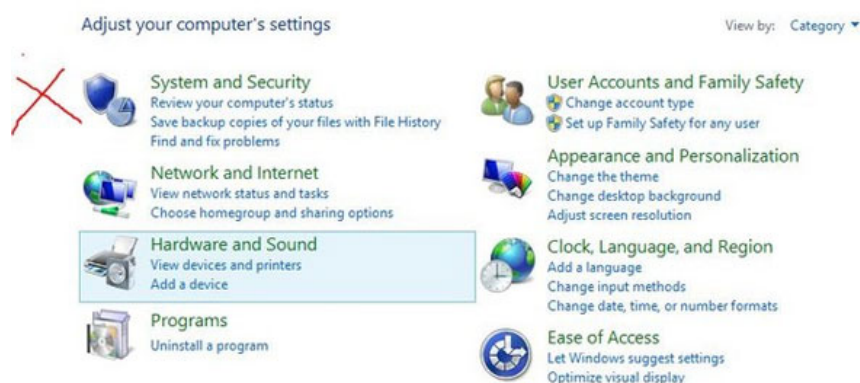 Adjust your computer's settings
View by: Category
System and Security
Review your computer's status
Save backup copies of your files with File History
Find and fix problems
Network and Internet
View network status and tasks
Choose homegroup and sharing options
Hardware and Sound
View devices and printers
Add a device
Programs
Uninstall a program
User Accounts and Family Safety
Change account type
Set up Family Safety for any user
Appearance and Personalization
Change the theme
Change desktop background
Adjust screen resolution
Clock, Language, and Region
Add a language
Change input methods
Change date, time, or number formats
Ease of Access
Let Windows suggest settings
Optimize visual display